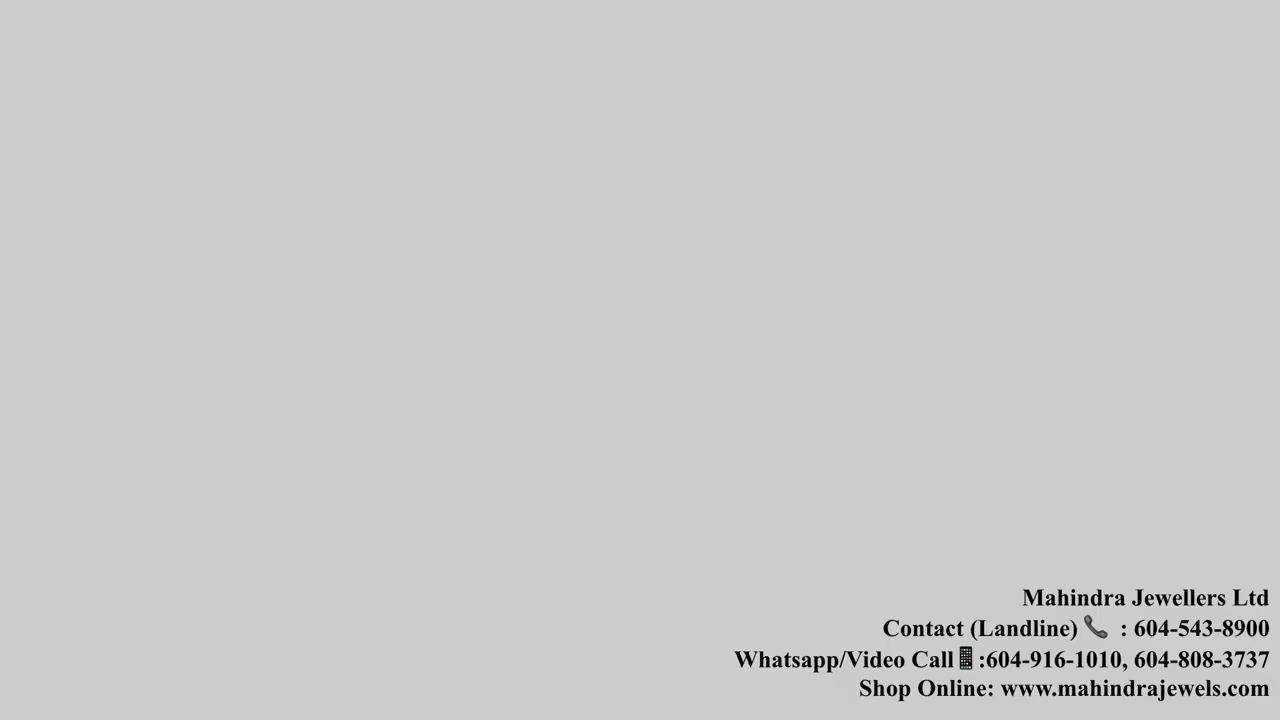 Mahindra Jewellers Ltd
Contact (Landline) 📞 : 604-543-8900
Whatsapp/Video Call📱:604-916-1010, 604-808-3737
Shop Online: www.mahindrajewels.com